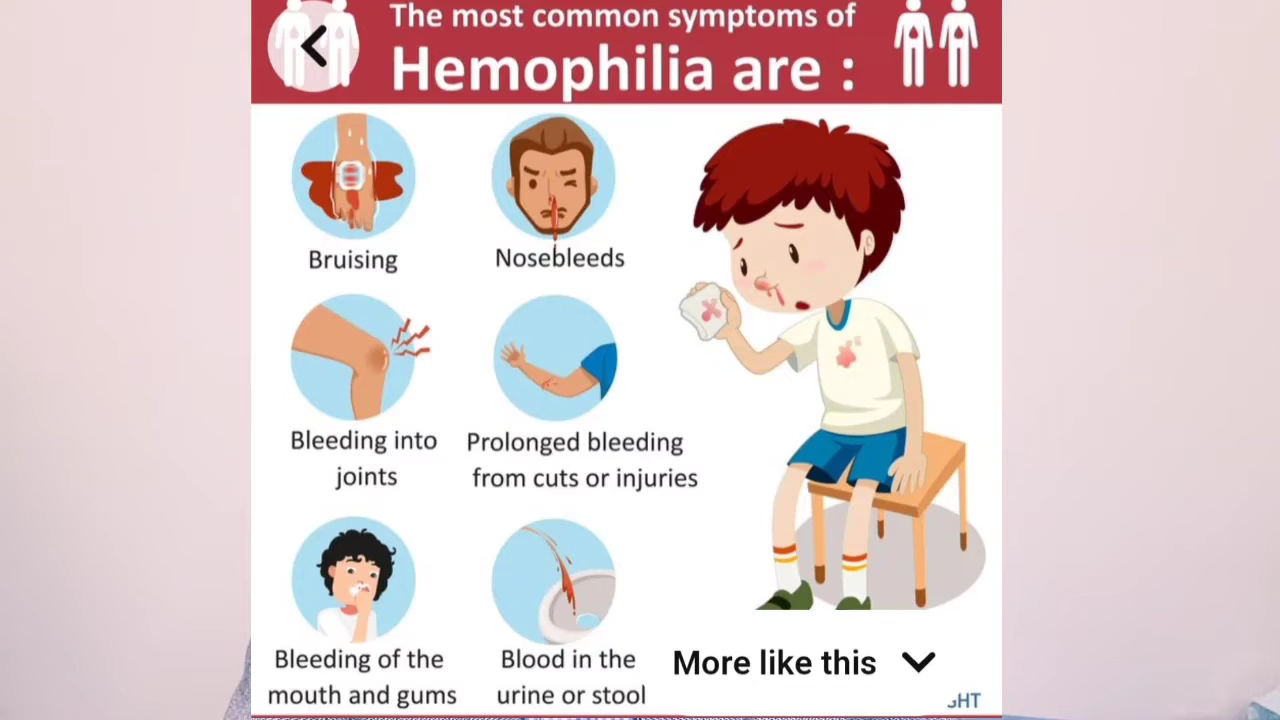 The most common symptoms of
Hemophilia are :
Bruising
Nosebleeds
Bleeding into
joints
Prolonged bleeding
from cuts or injuries
Bleeding of the
mouth and gums
Blood in the
urine or stool
More like this